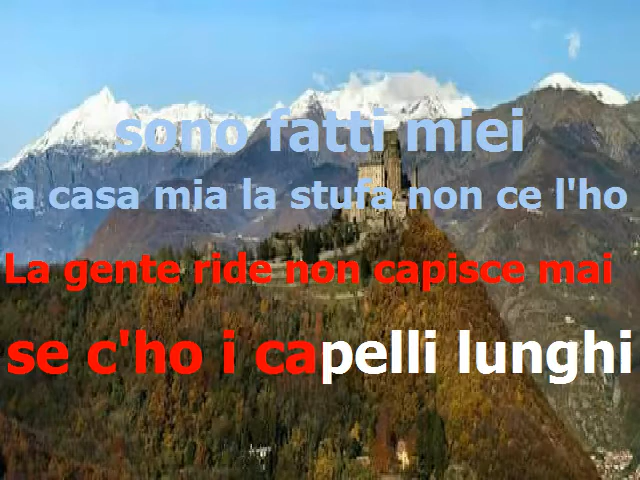 sono fatti miei
a casa mia la stufa non ce l'ho
La gente ride non capisce mai
se c'ho i capelli lunghi